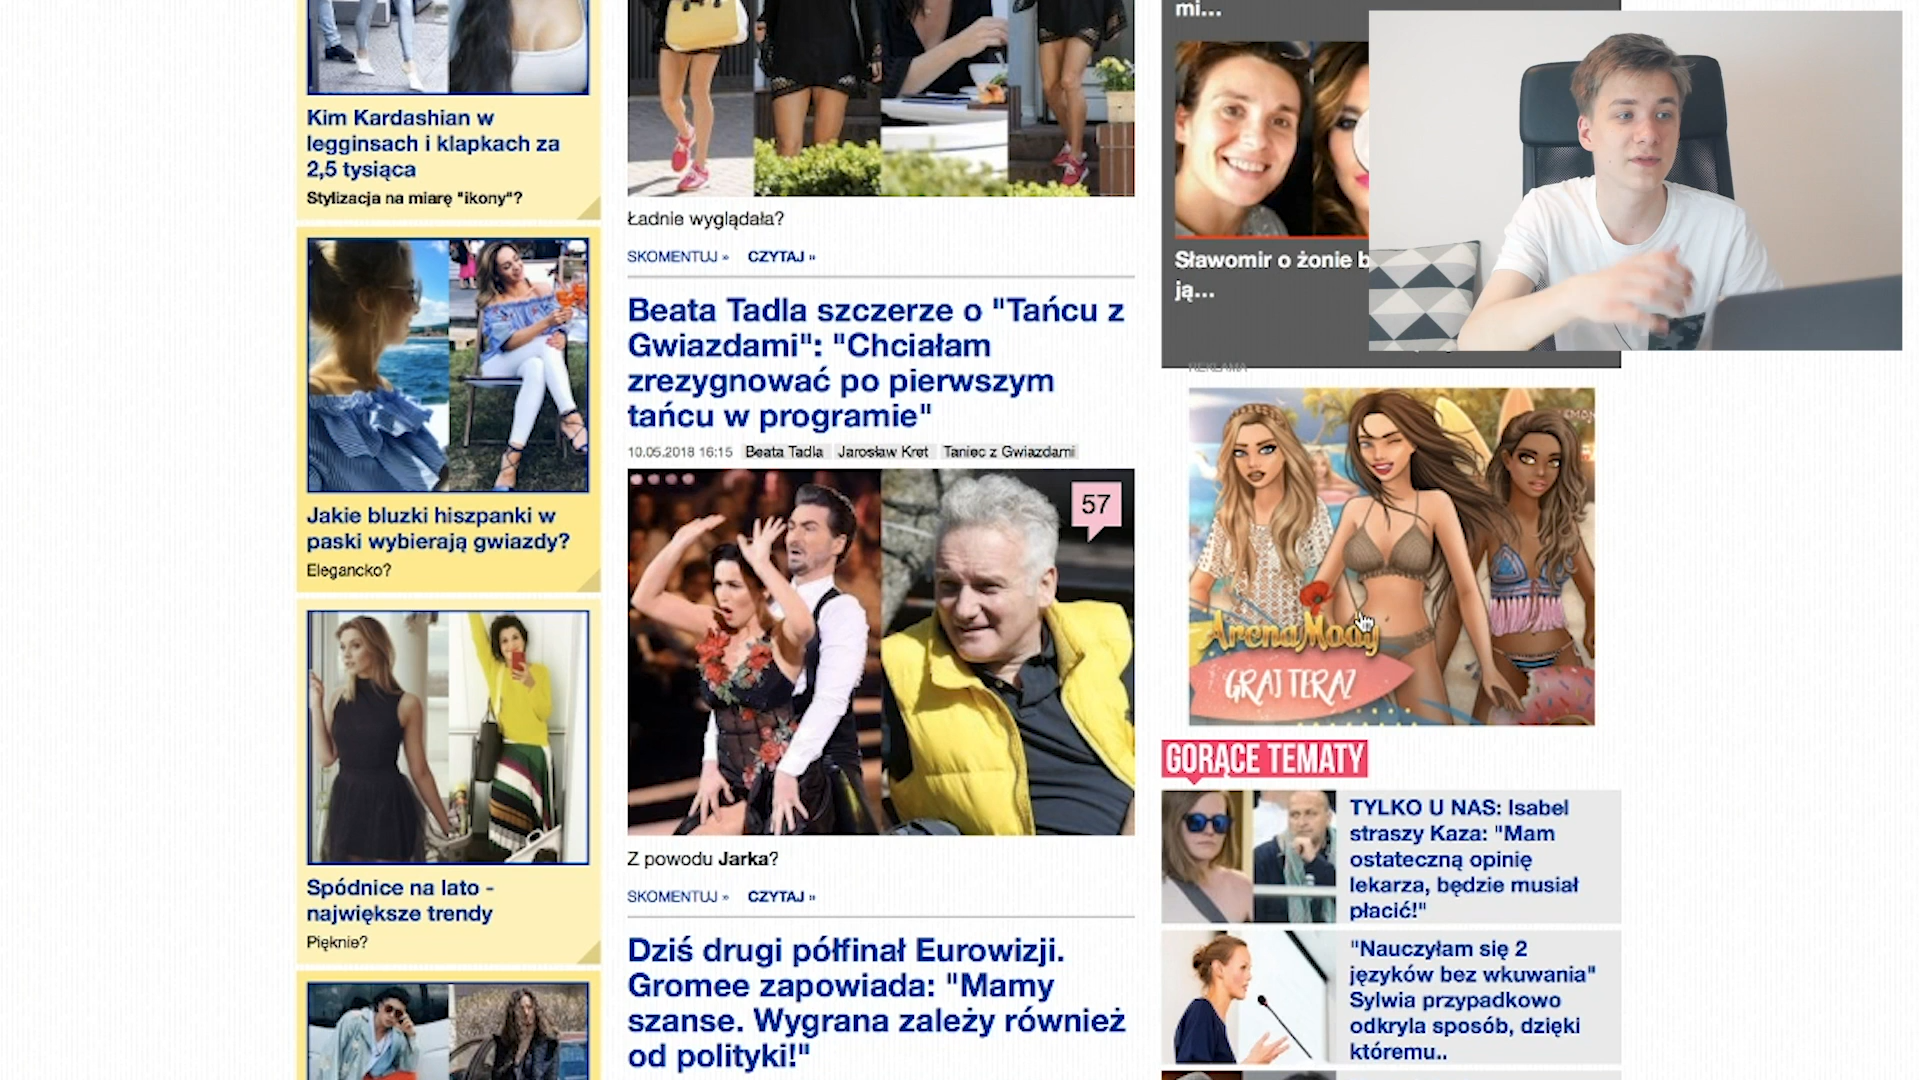 Kim Kardashian w
legginsach i klapkach za
2,5 tysiąca
Stylizacja na miarę "ikony"?
Jakie bluzki hiszpanki w
paski wybierają gwiazdy?
Elegancko?
Spódnice na lato -
największe trendy
Pięknie?
Ładnie wyglądała?
SKOMENTUJ » CZYTAJ »
Beata Tadla szczerze o "Tańcu z
Gwiazdami": "Chciałam
zrezygnować po pierwszym
tańcu w programie"
10.05.2018 16:15 Beata Tadla Jarosław Kret Taniec z Gwiazdami
57
Z powodu Jarka?
SKOMENTUJ » CZYTAJ »
Dziś drugi półfinał Eurowizji.
Gromee zapowiada: "Mamy
szanse. Wygrana zależy również
od polityki!"
mi...
Sławomir o żonie b
ją...
REKLAMA
ArenaMody
GRAJ TERAZ
GORĄCE TEMATY
TYLKO U NAS: Isabel
straszy Kaza: "Mam
ostateczną opinię
lekarza, będzie musiał
płacić!"
"Nauczyłam się 2
języków bez wkuwania"
Sylwia przypadkowo
odkryla sposób, dzięki
któremu..